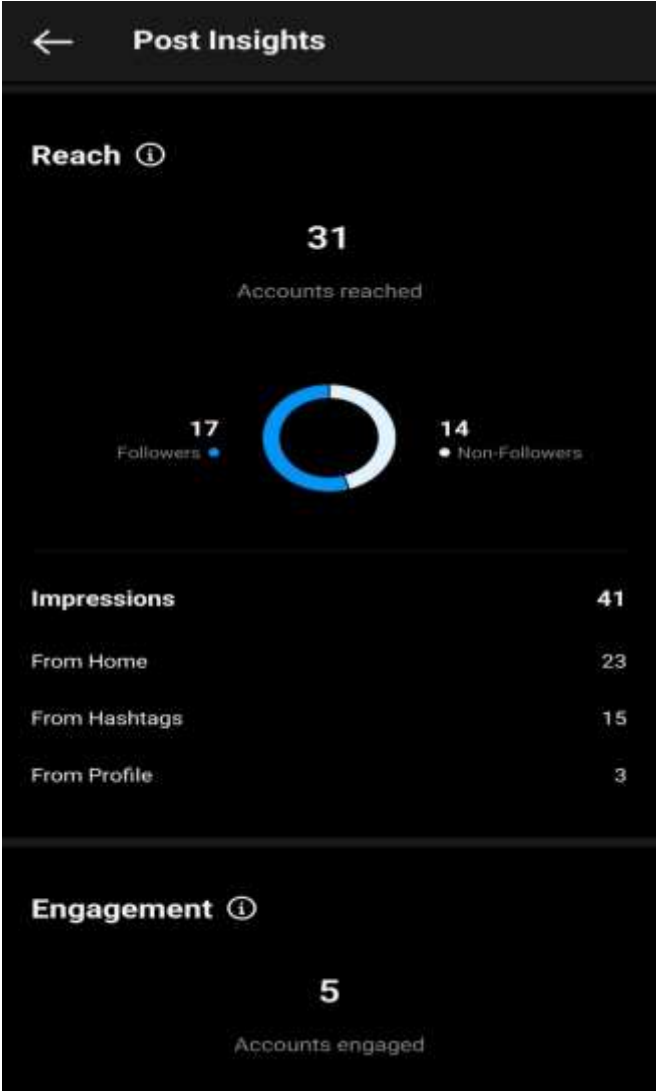 Post Insights
Reach
31
Accounts reached
17
Followers
14
Non-Followers
Impressions 41
From Home 23
From Hashtags 15
From Profile 3
Engagement
5
Accounts engaged